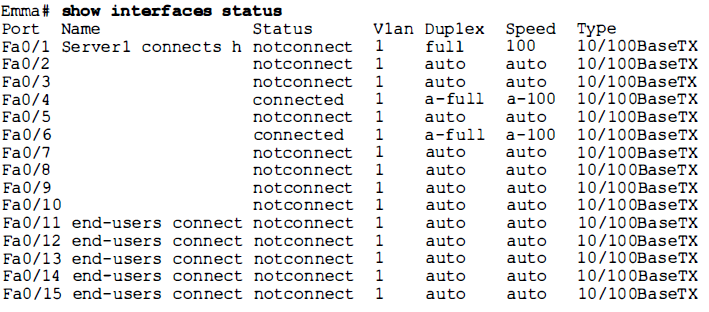 Emma# show interfaces status
Port Name Status Vlan Duplex Speed Type
Fa0/1 Server1 connects h notconnect 1 full 100 10/100BaseTX
Fa0/2 notconnect 1 auto auto 10/100BaseTX
Fa0/3 notconnect 1 auto auto 10/100BaseTX
Fa0/4 connected 1 a-full a-100 10/100BaseTX
Fa0/5 notconnect 1 auto auto 10/100BaseTX
Fa0/6 connected 1 a-full a-100 10/100BaseTX
Fa0/7 notconnect 1 auto auto 10/100BaseTX
Fa0/8 notconnect 1 auto auto 10/100BaseTX
Fa0/9 notconnect 1 auto auto 10/100BaseTX
Fa0/10 notconnect 1 auto auto 10/100BaseTX
Fa0/11 end-users connect notconnect 1 auto auto 10/100BaseTX
Fa0/12 end-users connect notconnect 1 auto auto 10/100BaseTX
Fa0/13 end-users connect notconnect 1 auto auto 10/100BaseTX
Fa0/14 end-users connect notconnect 1 auto auto 10/100BaseTX
Fa0/15 end-users connect notconnect 1 auto auto 10/100BaseTX